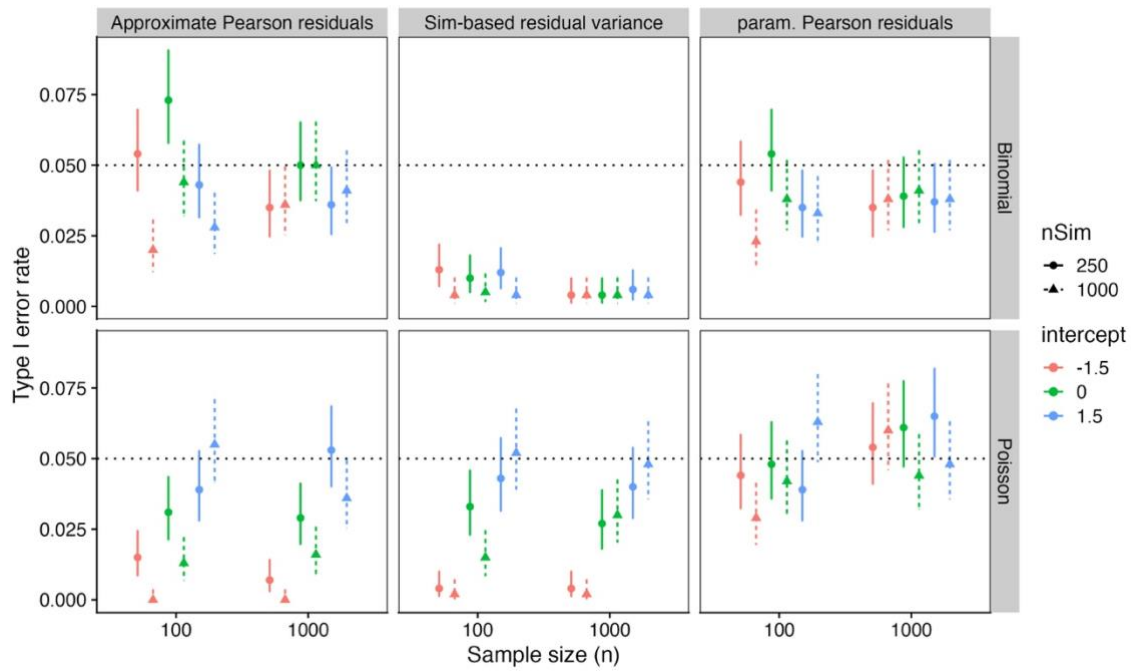 Approximate Pearson residuals
Sim-based residual variance
param. Pearson residuals
Type I error rate
0.075
0.050
0.025
0.000
Binomial
0.075
0.050
0.025
0.000
Poisson
100
1000
100
1000
100
1000
Sample size (n)
nSim
250
1000
intercept
-1.5
0
1.5